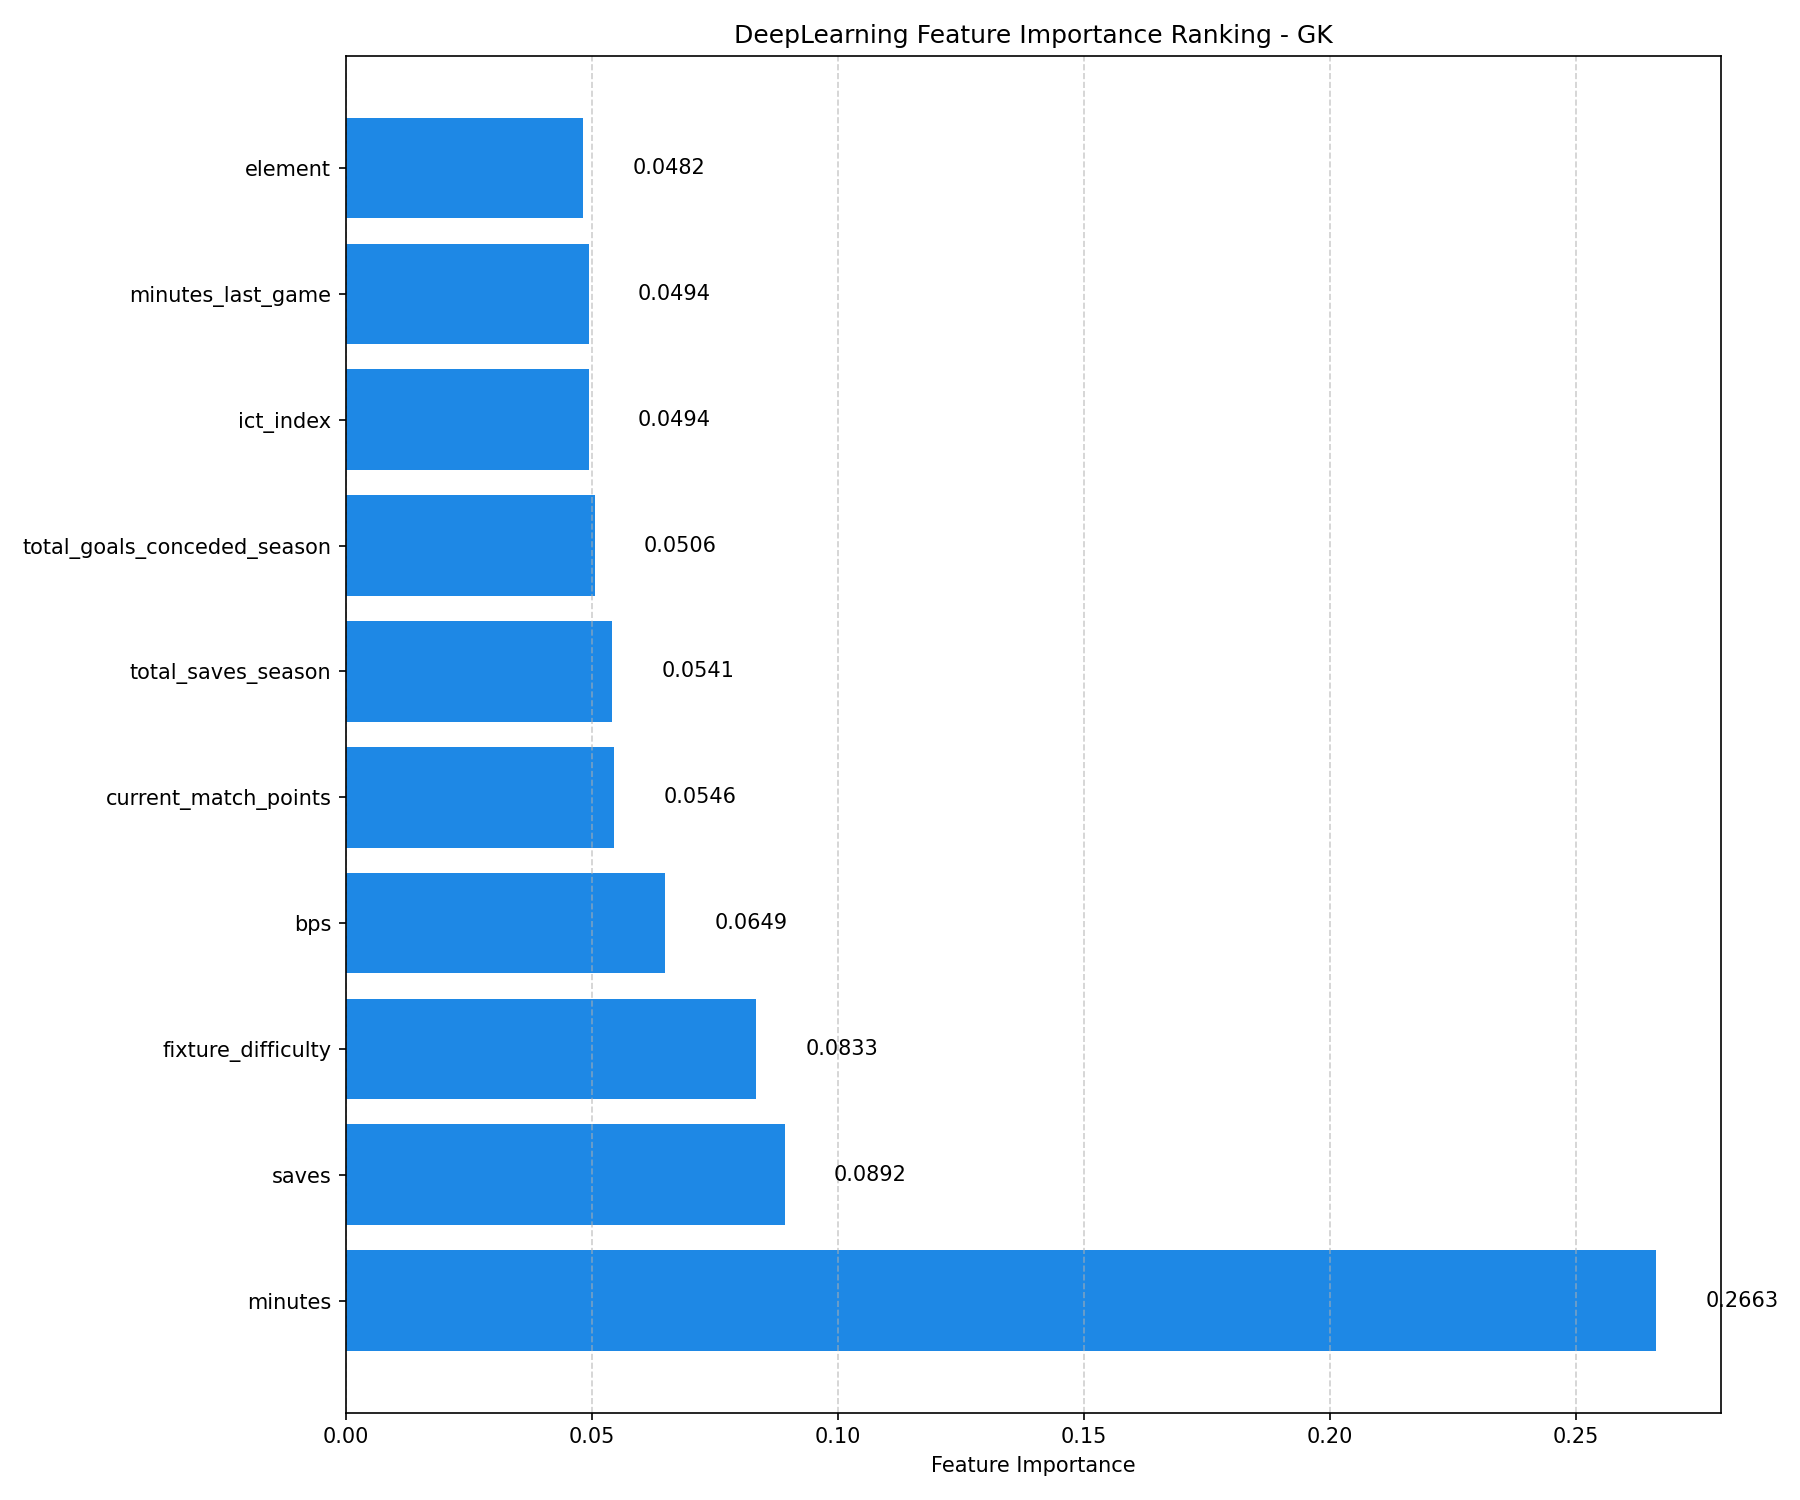 DeepLearning Feature Importance Ranking - GK
element 0.0482
minutes_last_game 0.0494
ict_index 0.0494
total_goals_conceded_season 0.0506
total_saves_season 0.0541
current_match_points 0.0546
bps 0.0649
fixture_difficulty 0.0833
saves 0.0892
minutes 0.2663
0.00 0.05 0.10 0.15 0.20 0.25
Feature Importance